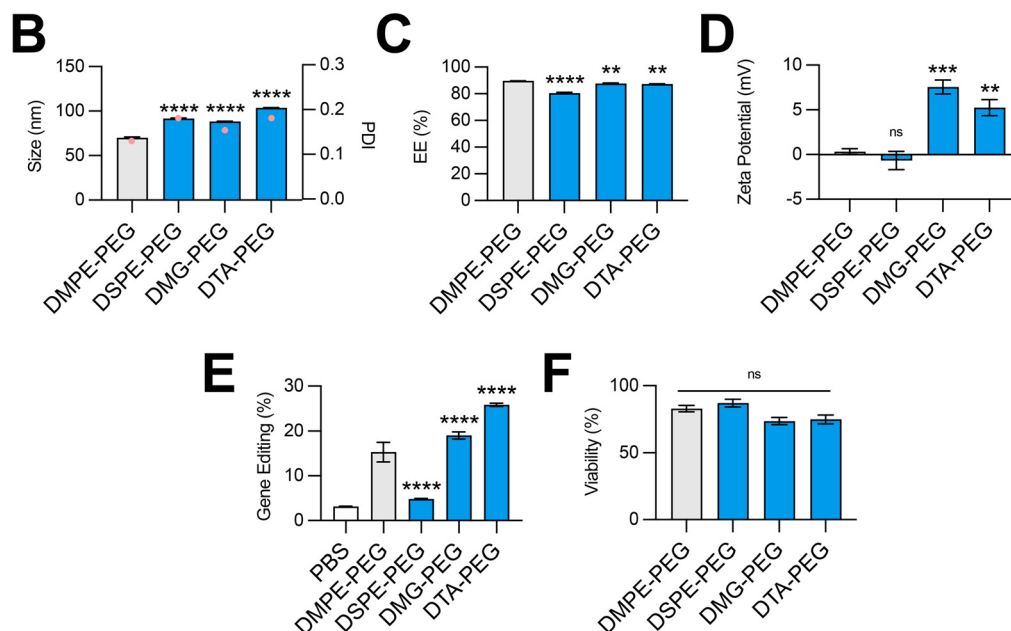 B
Size (nm)
150
100
50
0
PDI
0.3
0.2
0.1
0.0
****
****
****
DMPE-PEG
DSPE-PEG
DMG-PEG
DTA-PEG
C
EE (%)
100
80
60
40
20
0
****
**
**
DMPE-PEG
DSPE-PEG
DMG-PEG
DTA-PEG
D
Zeta Potential (mV)
10
5
0
-5
ns
***
**
DMPE-PEG
DSPE-PEG
DMG-PEG
DTA-PEG
E
Gene Editing (%)
30
20
10
0
****
****
****
PBS
DMPE-PEG
DSPE-PEG
DMG-PEG
DTA-PEG
F
Viability (%)
100
50
0
ns
DMPE-PEG
DSPE-PEG
DMG-PEG
DTA-PEG